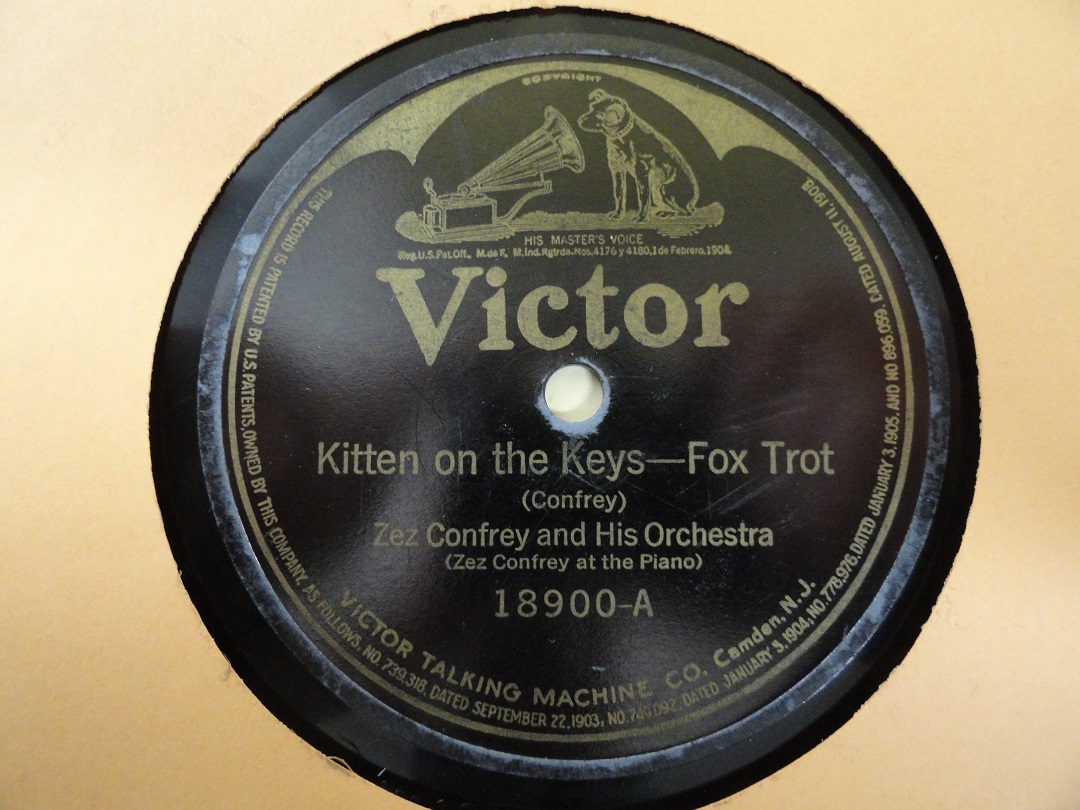 COPYRIGHT
HIS MASTER'S VOICE
Reg.U.S.Pat.Off., M.de F., M.Ind.Rgtrda.Nos.4176 y 4180,1 de Febrero,1904.
Victor
Kitten on the Keys—Fox Trot
(Confrey)
Zez Confrey and His Orchestra
(Zez Confrey at the Piano)
18900-A
VICTOR TALKING MACHINE CO. Camden, N.J.
THIS RECORD IS PATENTED BY U.S. PATENTS, OWNED BY THIS COMPANY, AS FOLLOWS, NO. 739,318, DATED SEPTEMBER 22,1903, NO. DATED JANUARY 5,1904, NO. 778,976, DATED JANUARY 3,1905, AND NO 896,059, DATED AUGUST 11,1908